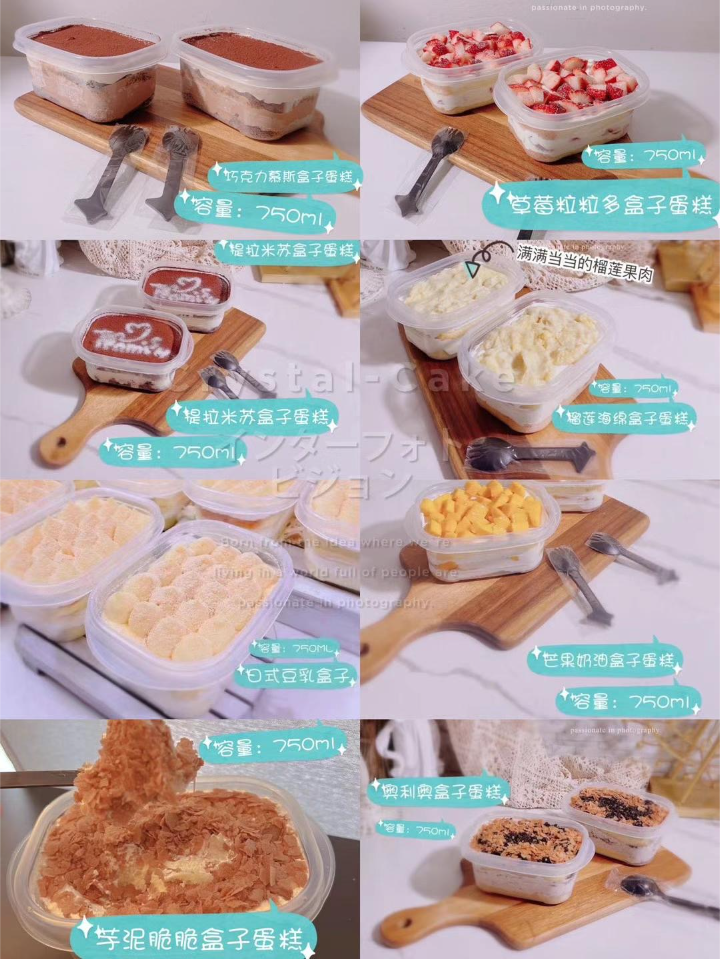 passionate in photography.
巧克力慕斯盒子蛋糕
容量：750ml
容量：750ml
草莓粒粒多盒子蛋糕
提拉米苏盒子蛋糕
满满当当的榴莲果肉
Crystal-Cake
提拉米苏盒子蛋糕
容量：750ml
容量：750ml
榴莲海绵盒子蛋糕
インターフォト
ビジョン
Born from the idea where we're
living in a world full of people are
passionate in photography.
容量：750ML
日式豆乳盒子
芒果奶油盒子蛋糕
容量：750ml
容量：750ml
芋泥脆脆盒子蛋糕
passionate in photography
奥利奥盒子蛋糕
容量：750ml